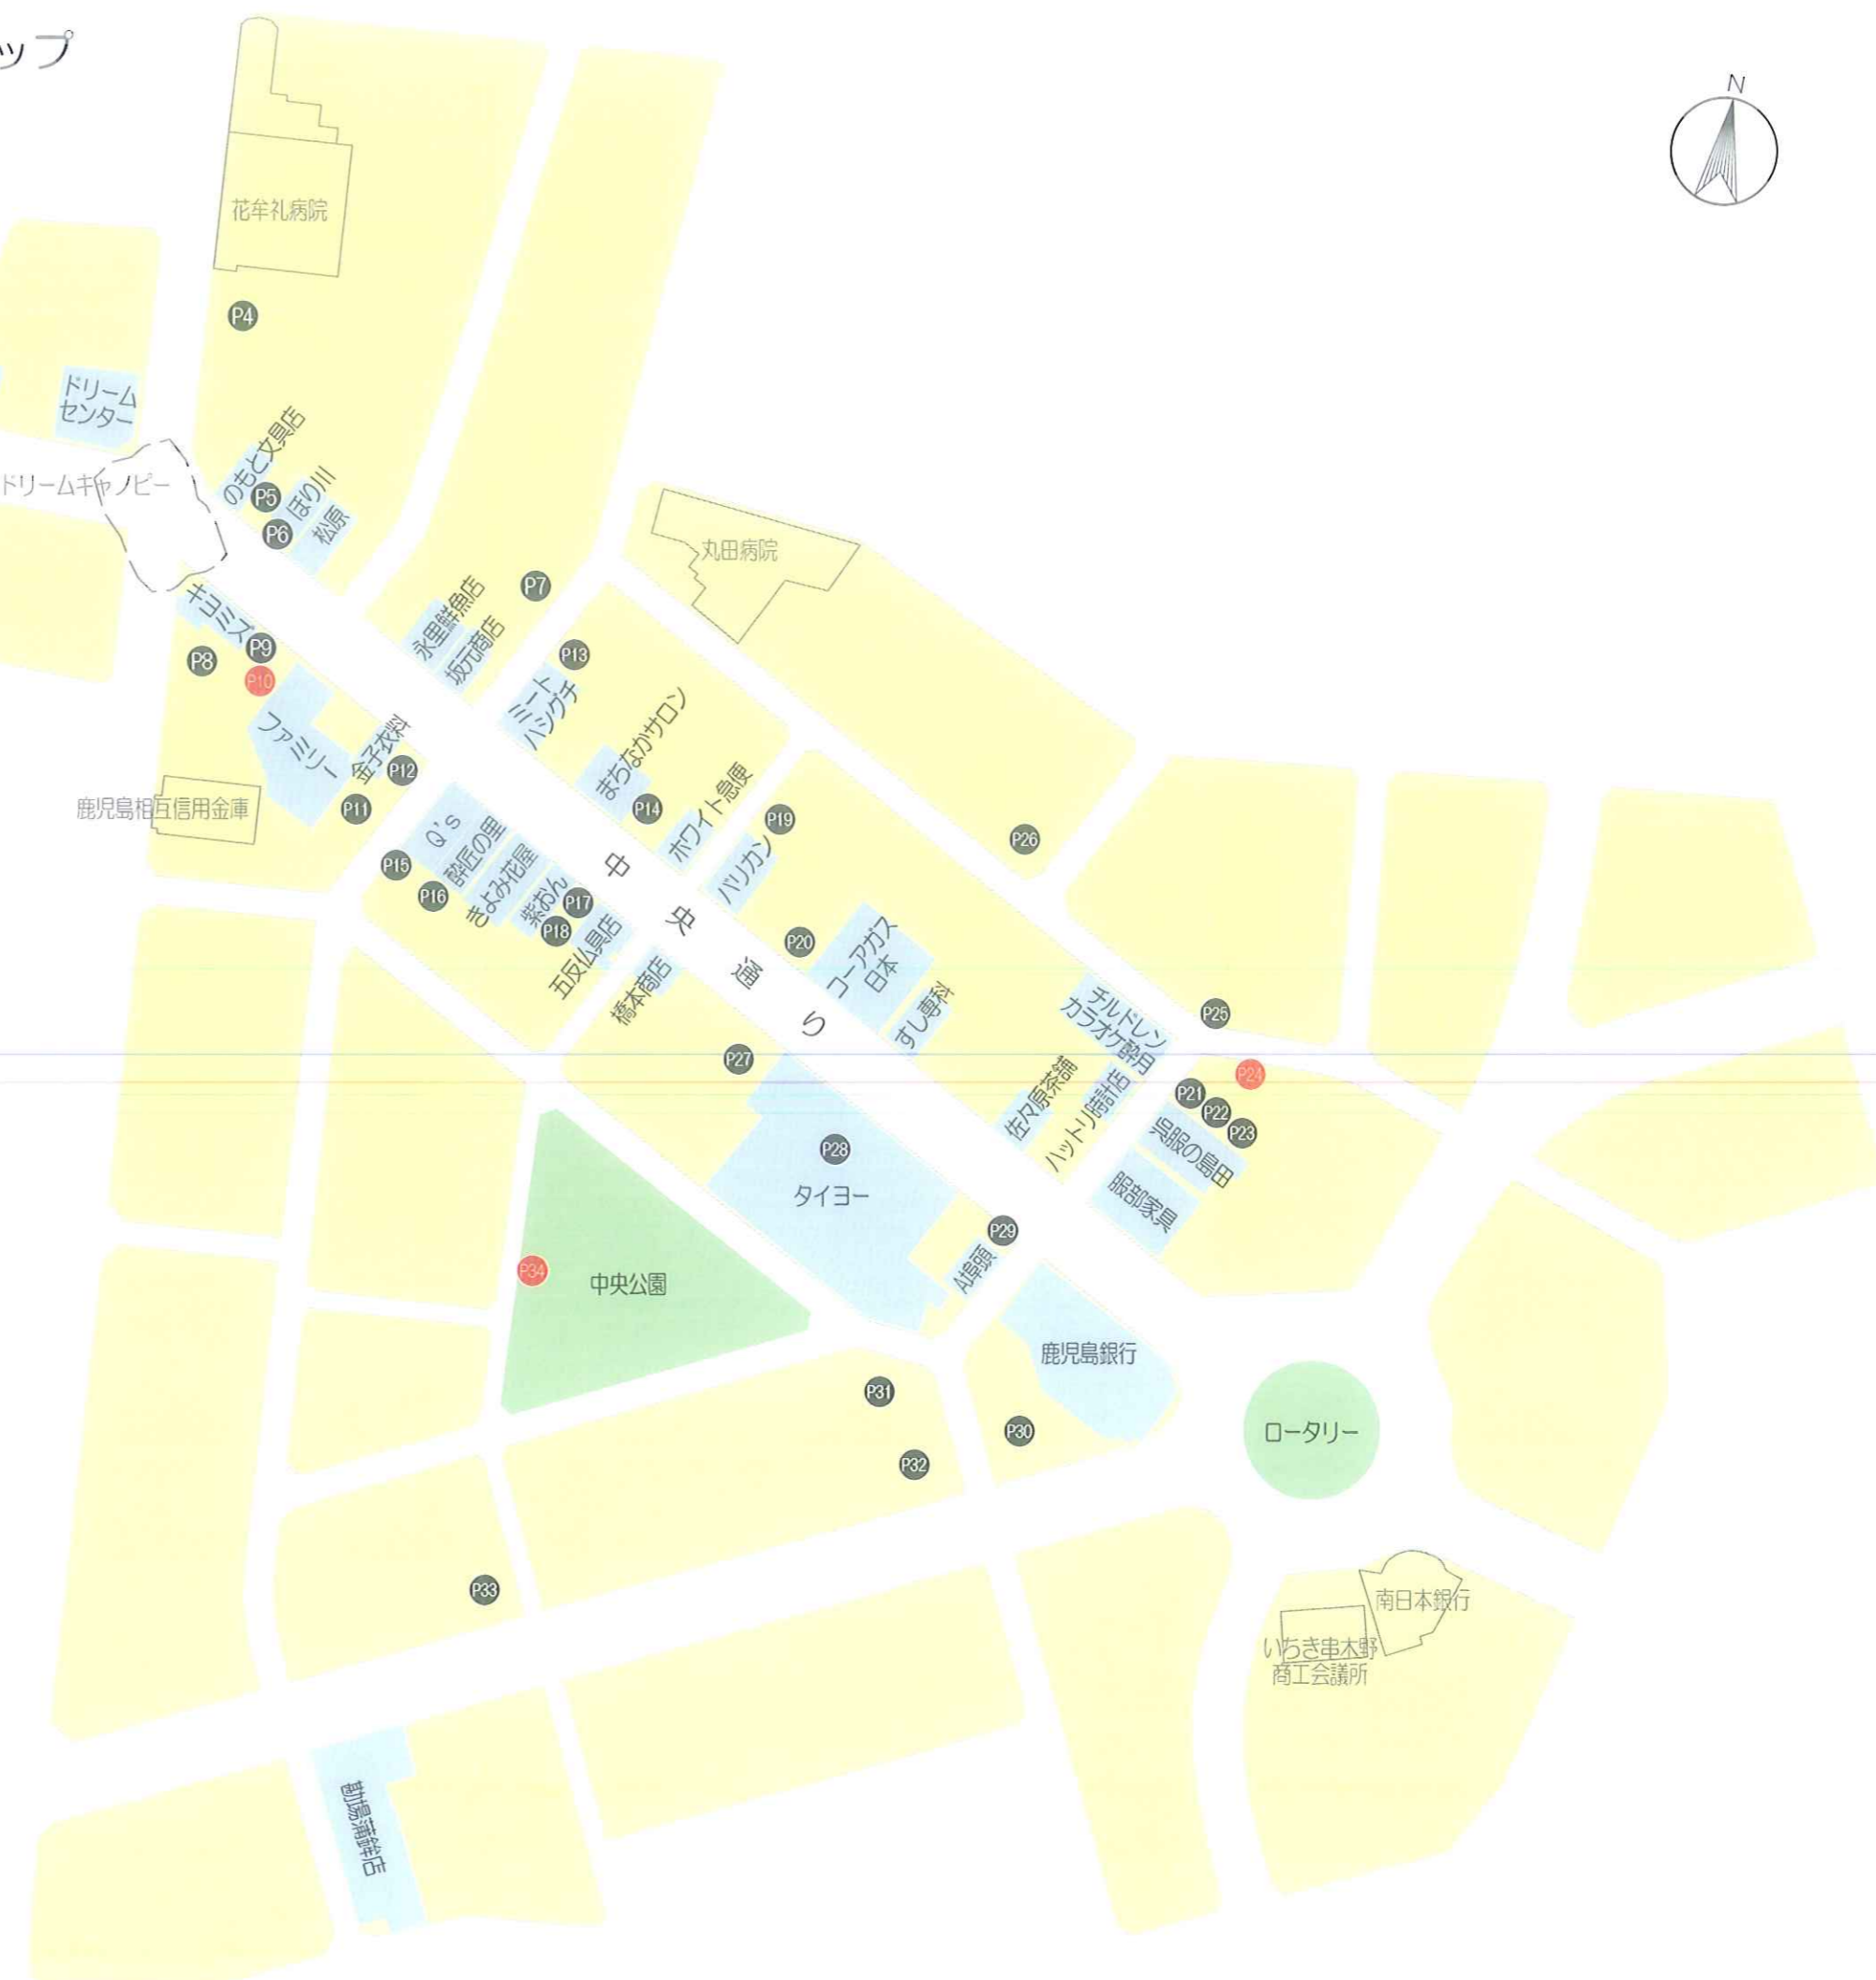 ップ
N
花牟礼病院
P4
ドリーム
センター
ドリームキャノピー
のもと文具店
P5
ほり川
P6
松原
丸田病院
P7
永里鮮魚店
坂元商店
キヨミズ
P9
P8
P10
ファミリー
金子衣料
P12
P11
鹿児島相互信用金庫
P13
ミート
ハシグチ
まちなかサロン
P14
ホワイト急便
P19
バリカン
P26
Q's
酔匠の里
きよみ花屋
紫おん
P17
P18
五反仏具店
P15
P16
中央通り
橋本商店
P20
コーアガス
日本
すし専科
チルドレン
カラオケ酔月
P25
P24
佐々原茶舗
ハットリ時計店
P21
P22
P23
呉服の島田
服部家具
P27
P28
タイヨー
P29
A埠頭
P34
中央公園
鹿児島銀行
P31
P30
P32
ロータリー
P33
南日本銀行
いちき串木野
商工会議所
勘場蒲鉾店